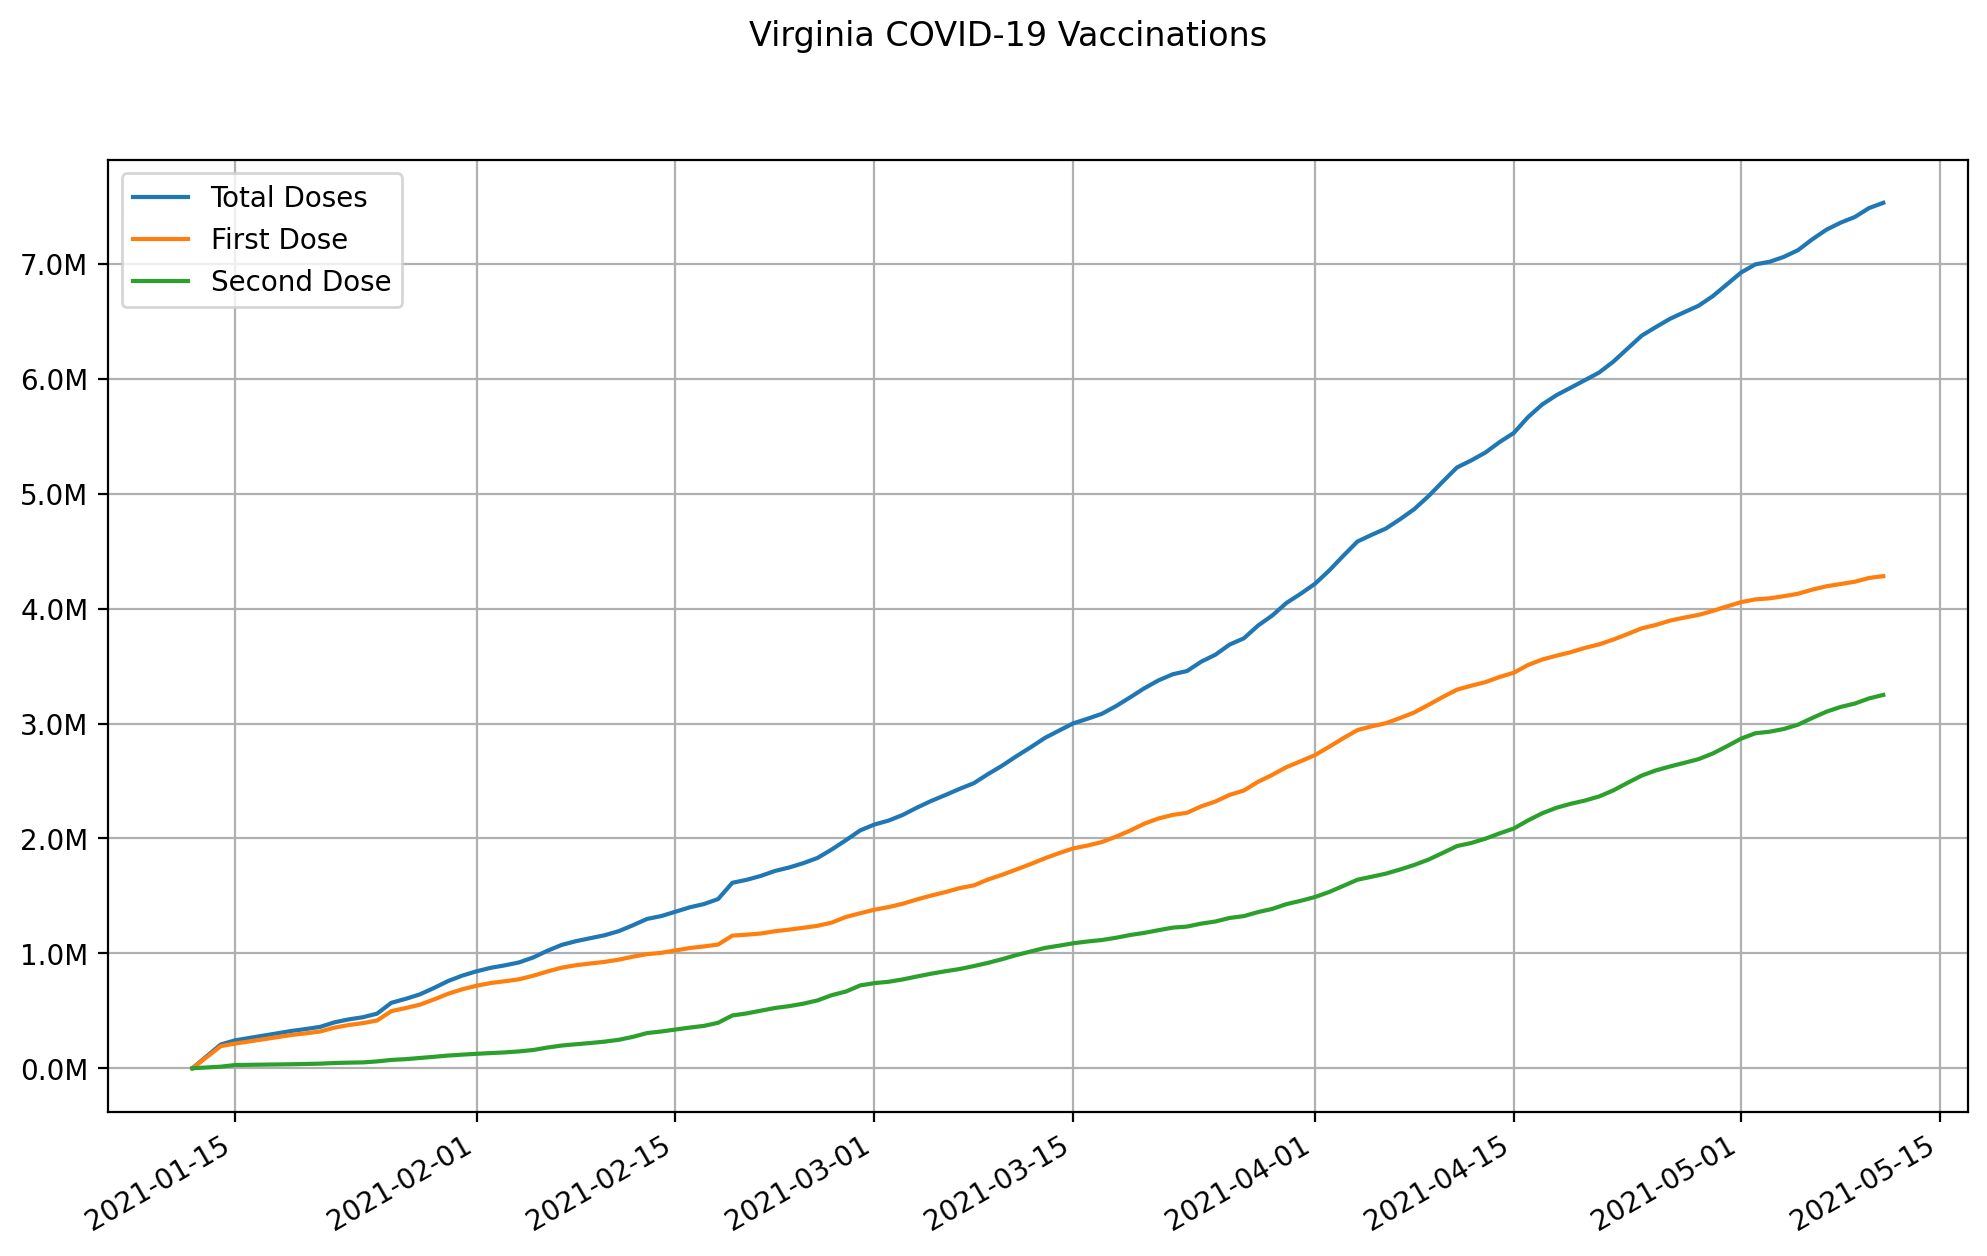 Virginia COVID-19 Vaccinations
Total Doses
First Dose
Second Dose
7.0M
6.0M
5.0M
4.0M
3.0M
2.0M
1.0M
0.0M
2021-01-15
2021-02-01
2021-02-15
2021-03-01
2021-03-15
2021-04-01
2021-04-15
2021-05-01
2021-05-15